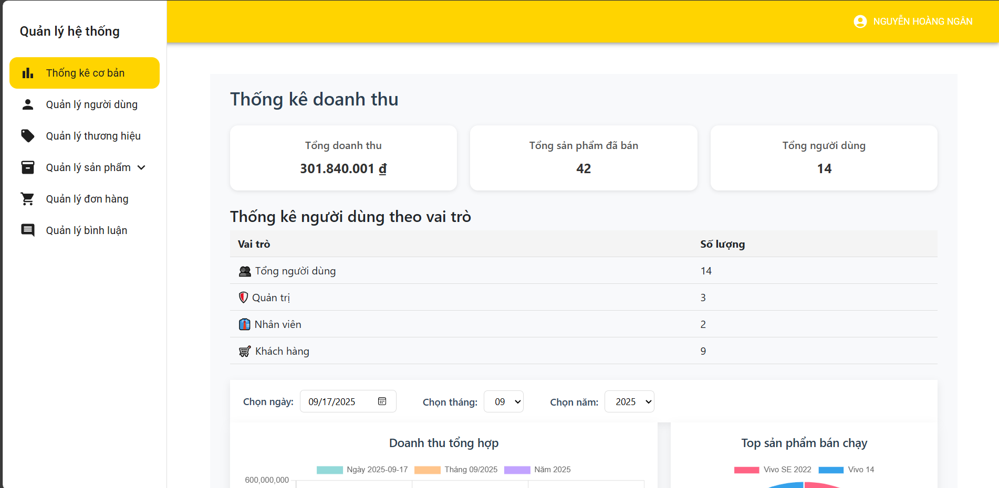 Quản lý hệ thống
Thống kê cơ bản
Quản lý người dùng
Quản lý thương hiệu
Quản lý sản phẩm
Quản lý đơn hàng
Quản lý bình luận
NGUYỄN HOÀNG NGÂN
Thống kê doanh thu
Tổng doanh thu
301.840.001 ₫
Tổng sản phẩm đã bán
42
Tổng người dùng
14
Thống kê người dùng theo vai trò
Vai trò Số lượng
Tổng người dùng 14
Quản trị 3
Nhân viên 2
Khách hàng 9
Chọn ngày: 09/17/2025 Chọn tháng: 09 Chọn năm: 2025
Doanh thu tổng hợp
Ngày 2025-09-17 Tháng 09/2025 Năm 2025
600,000,000
Top sản phẩm bán chạy
Vivo SE 2022 Vivo 14